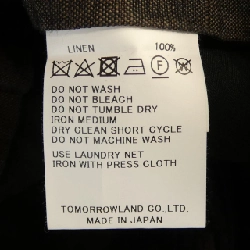 LINEN 100%
F
DO NOT WASH
DO NOT BLEACH
DO NOT TUMBLE DRY
IRON MEDIUM
DRY CLEAN SHORT CYCLE
DO NOT MACHINE WASH
USE LAUNDRY NET
IRON WITH PRESS CLOTH
TOMORROWLAND CO.,LTD.
MADE IN JAPAN